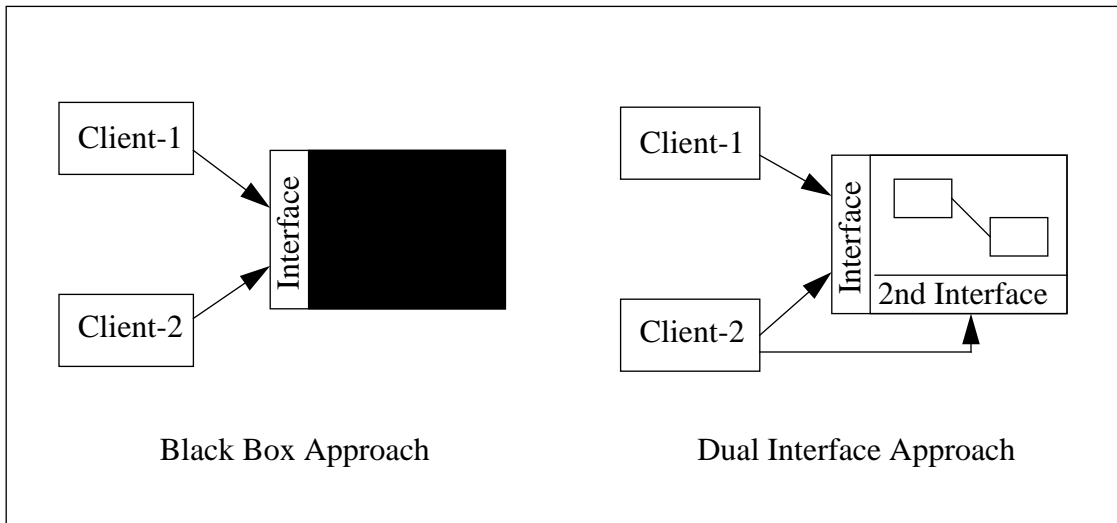 Client-1
Interface
Client-2
Black Box Approach
Client-1
Interface
2nd Interface
Client-2
Dual Interface Approach